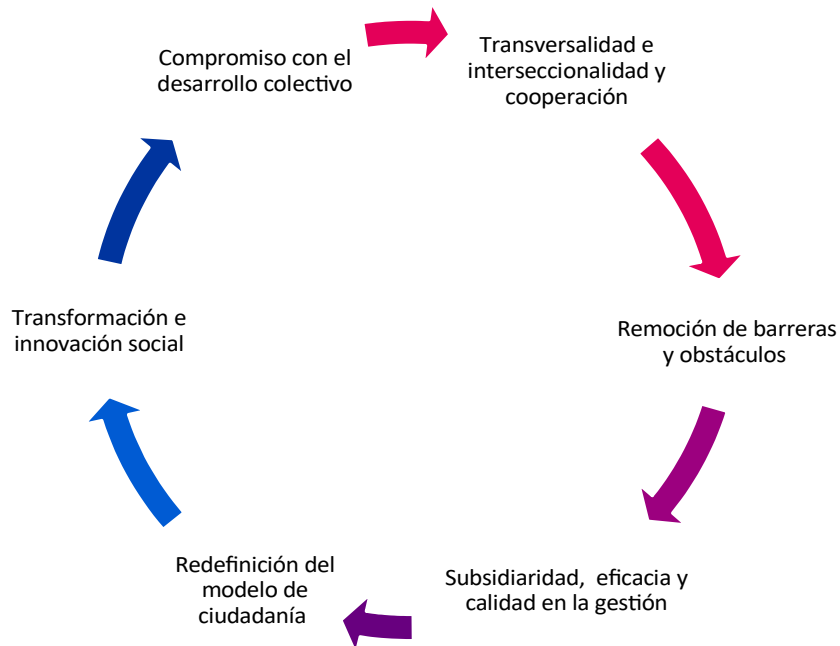 Compromiso con el
desarrollo colectivo
Transversalidad e
interseccionalidad y
cooperación
Remoción de barreras
y obstáculos
Subsidiaridad, eficacia y
calidad en la gestión
Redefinición del
modelo de
ciudadanía
Transformación e
innovación social